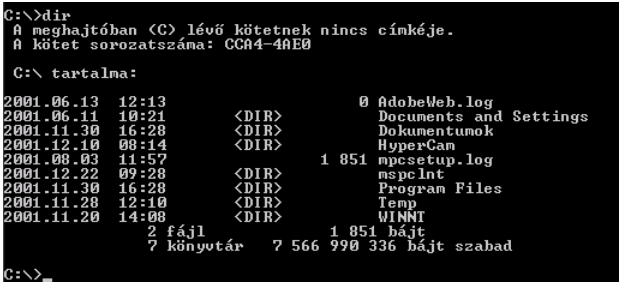 C:\>dir
A meghajtóban (C) lévő kötetnek nincs címkéje.
A kötet sorozatszáma: CCA4-4AE0
C:\ tartalma:
2001.06.13 12:13 0 AdobeWeb.log
2001.06.11 10:21 <DIR> Documents and Settings
2001.11.30 16:28 <DIR> Dokumentumok
2001.12.10 08:14 <DIR> HyperCam
2001.08.03 11:57 1 851 mpcsetup.log
2001.12.22 09:28 <DIR> mspclnt
2001.11.30 16:28 <DIR> Program Files
2001.11.28 12:10 <DIR> Temp
2001.11.20 14:08 <DIR> WINNT
2 fájl 1 851 bájt
7 könyvtár 7 566 990 336 bájt szabad
C:\>_